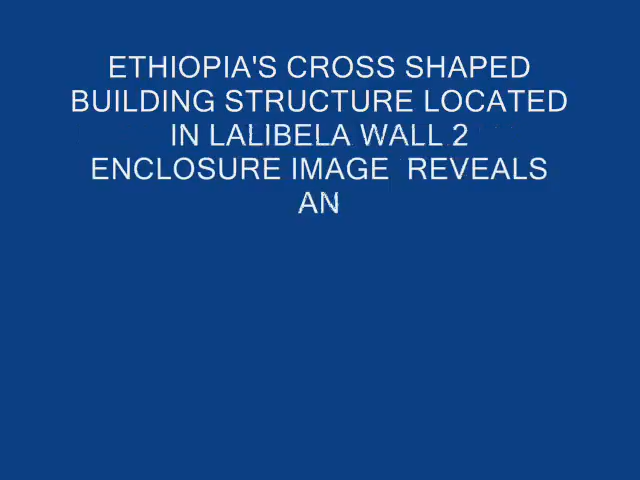 ETHIOPIA'S CROSS SHAPED
BUILDING STRUCTURE LOCATED
IN LALIBELA WALL 2
ENCLOSURE IMAGE REVEALS
AN